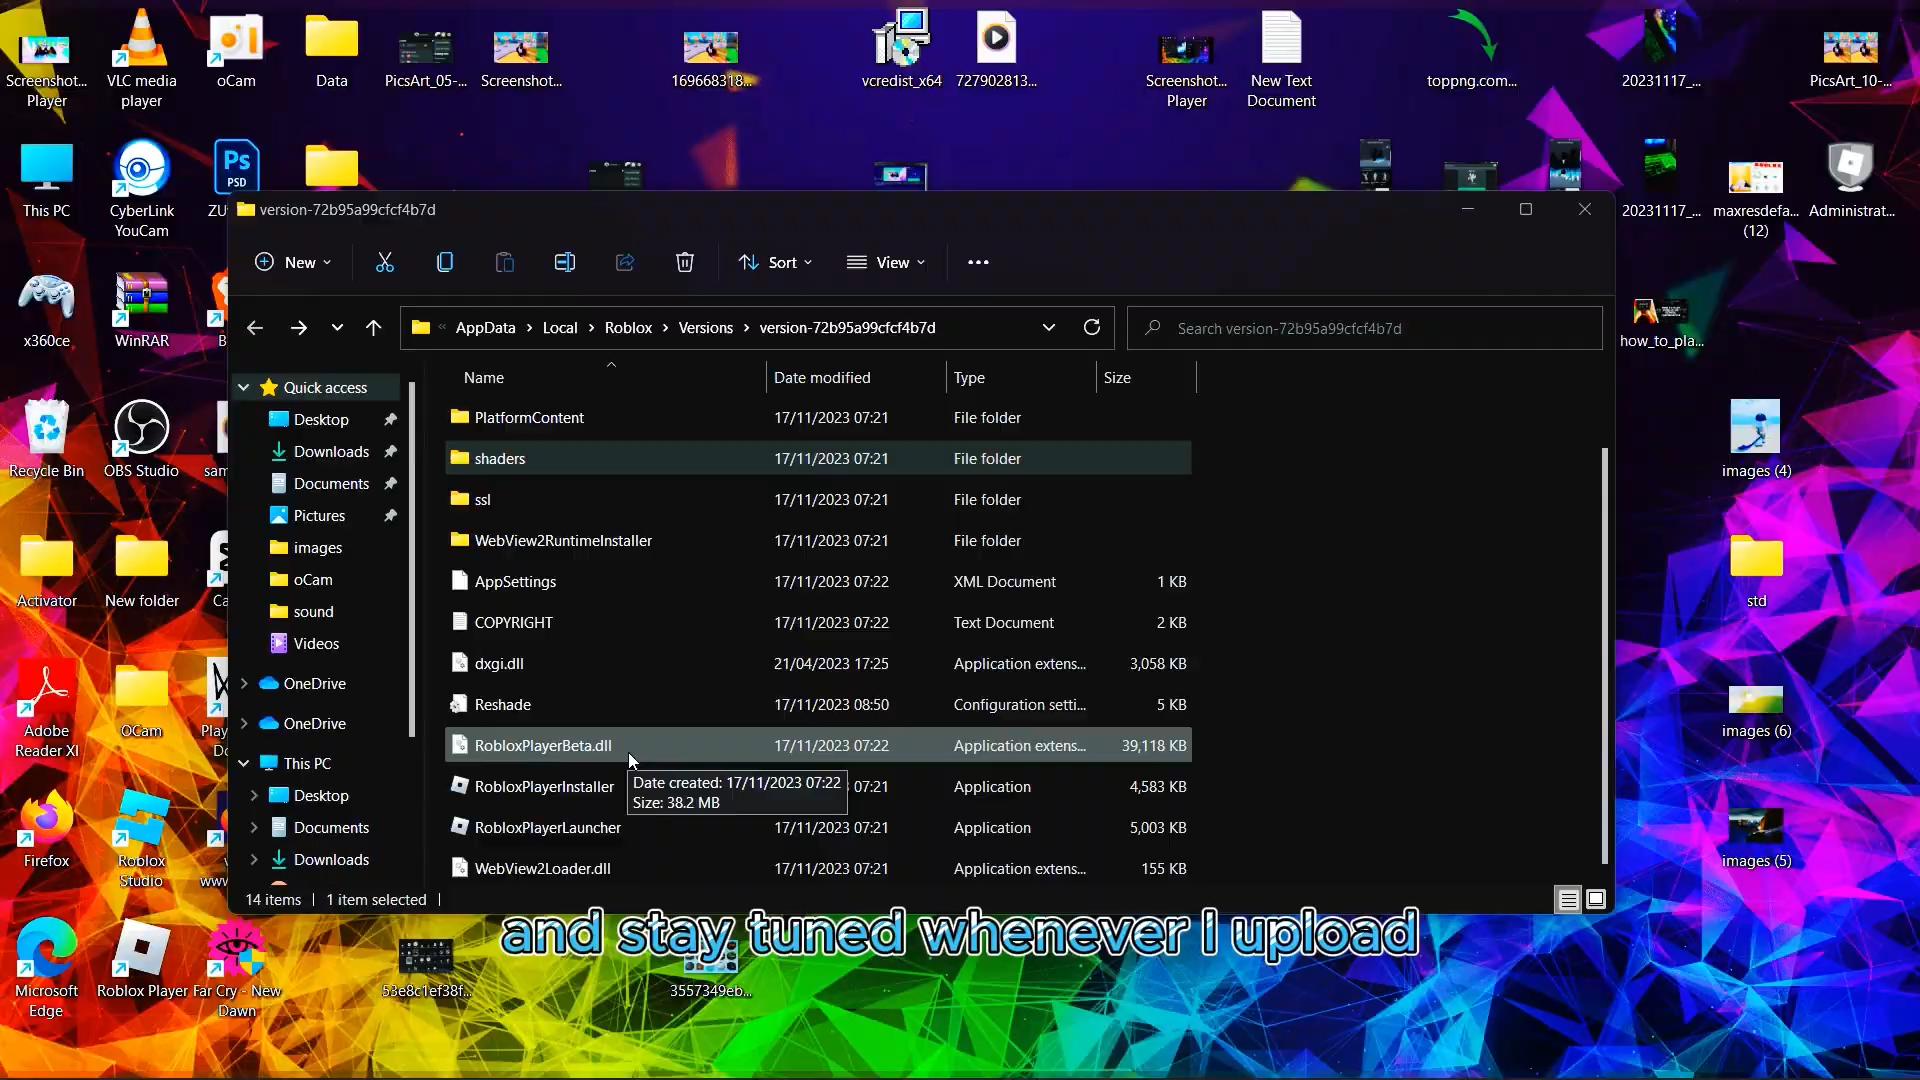 Screenshot...
Player
VLC media
player
oCam
Data
PicsArt_05-...
Screenshot...
169668318...
vcredist_x64
727902813...
Screenshot...
Player
New Text
Document
toppng.com...
20231117_...
PicsArt_10-...
This PC
CyberLink
YouCam
Ps
PSD
20231117_...
maxresdefa...
(12)
Administrat...
version-72b95a99cfcf4b7d
New
Sort
View
AppData
Local
Roblox
Versions
version-72b95a99cfcf4b7d
Search version-72b95a99cfcf4b7d
x360ce
WinRAR
how_to_pla...
Name
Date modified
Type
Size
Quick access
Desktop
Downloads
Documents
Pictures
images
oCam
sound
Videos
OneDrive
OneDrive
This PC
Desktop
Documents
Downloads
PlatformContent 17/11/2023 07:21 File folder
shaders 17/11/2023 07:21 File folder
ssl 17/11/2023 07:21 File folder
WebView2RuntimeInstaller 17/11/2023 07:21 File folder
AppSettings 17/11/2023 07:22 XML Document 1 KB
COPYRIGHT 17/11/2023 07:22 Text Document 2 KB
dxgi.dll 21/04/2023 17:25 Application extens... 3,058 KB
Reshade 17/11/2023 08:50 Configuration setti... 5 KB
RobloxPlayerBeta.dll 17/11/2023 07:22 Application extens... 39,118 KB
RobloxPlayerInstaller 07:21 Application 4,583 KB
Date created: 17/11/2023 07:22
Size: 38.2 MB
RobloxPlayerLauncher 17/11/2023 07:21 Application 5,003 KB
WebView2Loader.dll 17/11/2023 07:21 Application extens... 155 KB
14 items
1 item selected
Recycle Bin
OBS Studio
images (4)
Activator
New folder
std
Adobe
Reader XI
OCam
images (6)
Firefox
Roblox
Studio
images (5)
and stay tuned whenever I upload
Microsoft
Edge
Roblox Player
Far Cry - New
Dawn
53e8c1ef38f...
3557349eb...